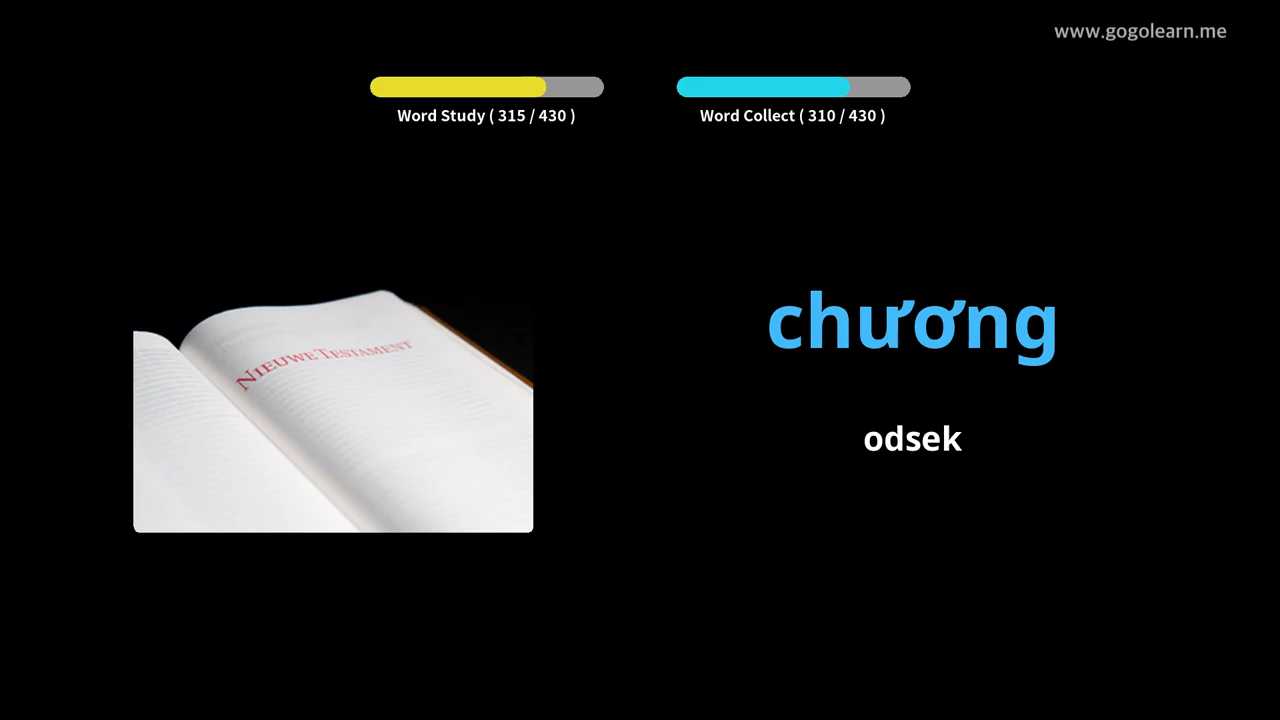 www.gogolearn.me
Word Study ( 315 / 430 )
Word Collect ( 310 / 430 )
NIEUWE TESTAMENT
chương
odsek